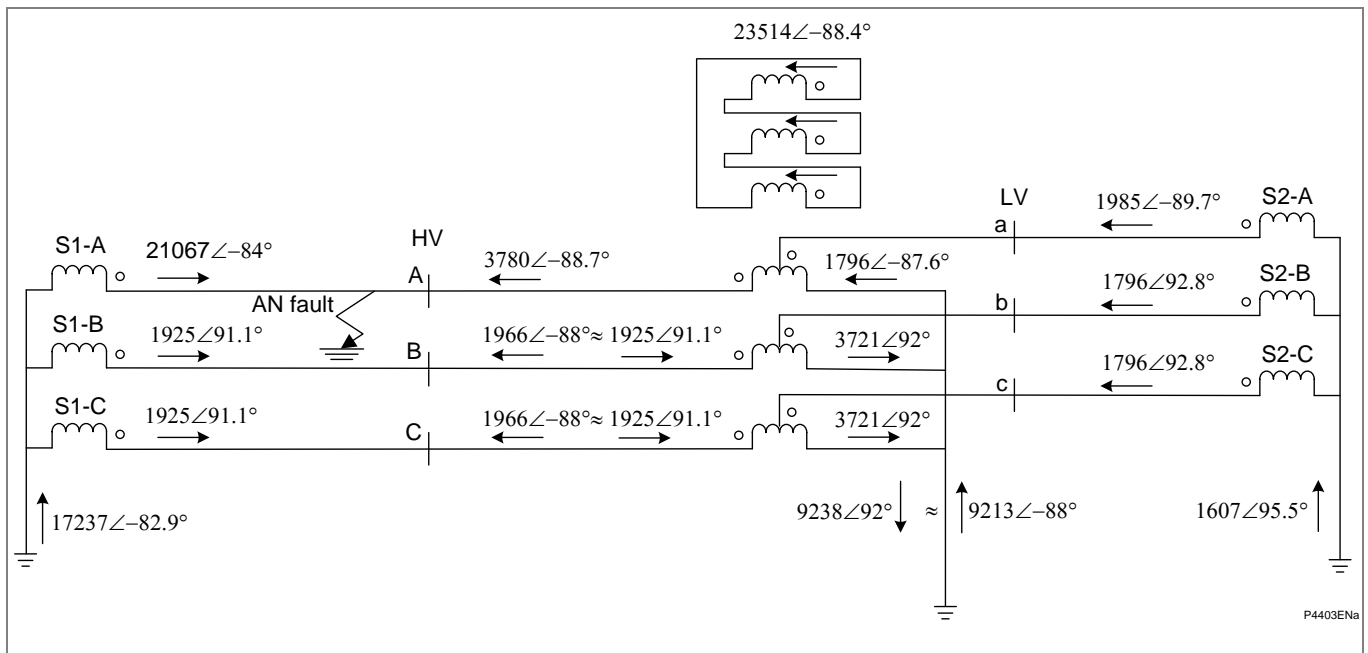 23514∠−88.4°
LV
S2-A
1985∠−89.7°
a
S1-A
21067∠−84°
HV
A
3780∠−88.7°
1796∠−87.6°
S2-B
1796∠92.8°
b
AN fault
S1-B
1925∠91.1°
B
1966∠−88°≈ 1925∠91.1°
3721∠92°
S2-C
1796∠92.8°
c
S1-C
1925∠91.1°
C
1966∠−88°≈ 1925∠91.1°
3721∠92°
17237∠−82.9°
9238∠92° ≈ 9213∠−88°
1607∠95.5°
P4403ENa